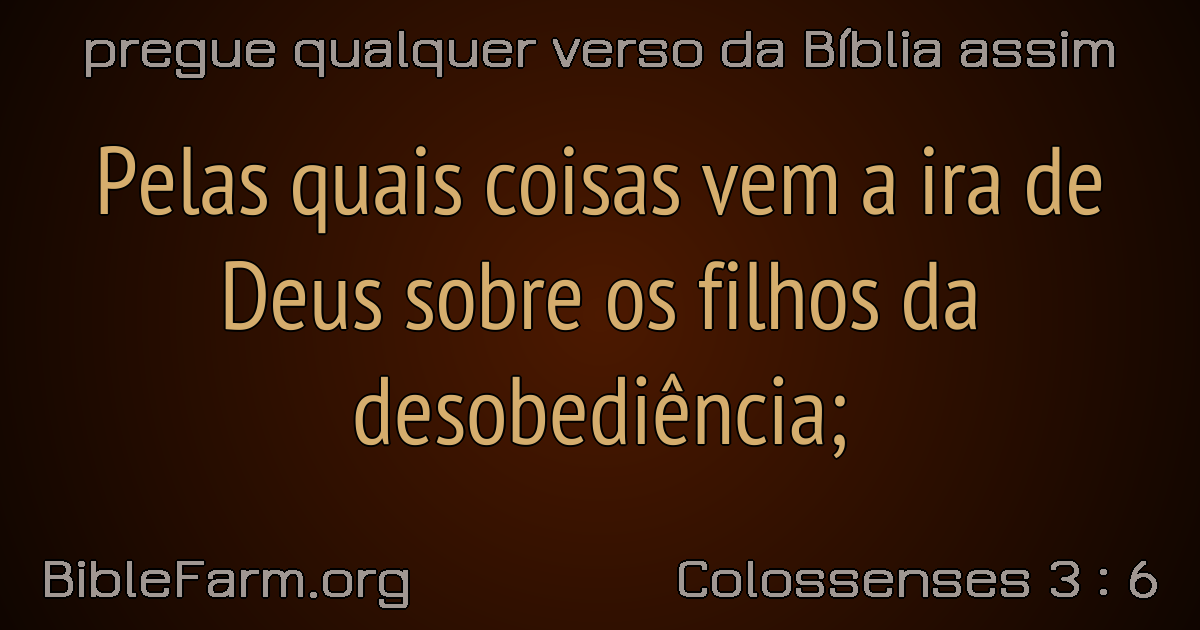 pregue qualquer verso da Bíblia assim
Pelas quais coisas vem a ira de
Deus sobre os filhos da
desobediência;
BibleFarm.org
Colossenses 3 : 6